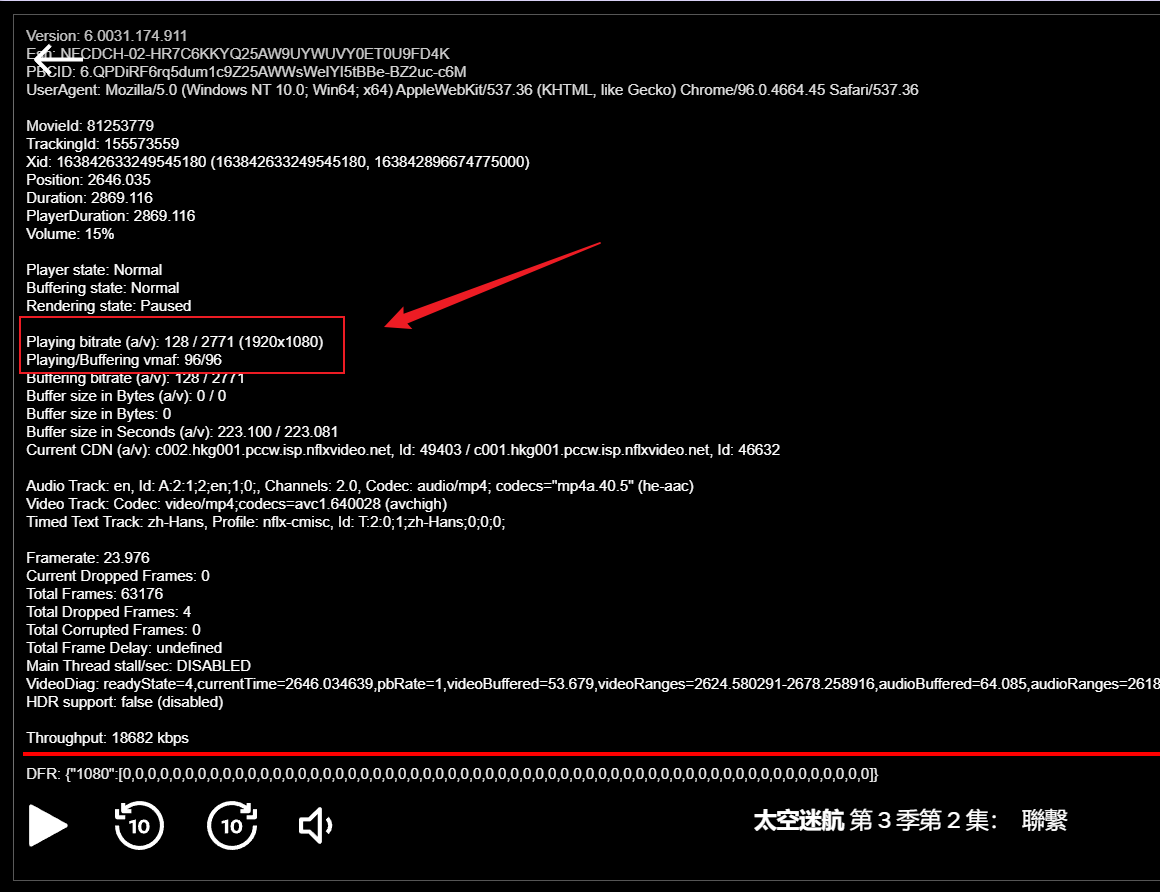 Version: 6.0031.174.911
Esn: NFCDCH-02-HR7C6KKYQ25AW9UYWUVY0ET0U9FD4K
PBCID: 6.QPDiRF6rq5dum1c9Z25AWWsWeIYI5tBBe-BZ2uc-c6M
UserAgent: Mozilla/5.0 (Windows NT 10.0; Win64; x64) AppleWebKit/537.36 (KHTML, like Gecko) Chrome/96.0.4664.45 Safari/537.36
MovieId: 81253779
TrackingId: 155573559
Xid: 163842633249545180 (163842633249545180, 163842896674775000)
Position: 2646.035
Duration: 2869.116
PlayerDuration: 2869.116
Volume: 15%
Player state: Normal
Buffering state: Normal
Rendering state: Paused
Playing bitrate (a/v): 128 / 2771 (1920x1080)
Playing/Buffering vmaf: 96/96
Buffering bitrate (a/v): 128 / 2771
Buffer size in Bytes (a/v): 0 / 0
Buffer size in Bytes: 0
Buffer size in Seconds (a/v): 223.100 / 223.081
Current CDN (a/v): c002.hkg001.pccw.isp.nflxvideo.net, Id: 49403 / c001.hkg001.pccw.isp.nflxvideo.net, Id: 46632
Audio Track: en, Id: A:2:1;2;en;1;0;, Channels: 2.0, Codec: audio/mp4; codecs="mp4a.40.5" (he-aac)
Video Track: Codec: video/mp4;codecs=avc1.640028 (avchigh)
Timed Text Track: zh-Hans, Profile: nflx-cmisc, Id: T:2:0;1;zh-Hans;0;0;0;
Framerate: 23.976
Current Dropped Frames: 0
Total Frames: 63176
Total Dropped Frames: 4
Total Corrupted Frames: 0
Total Frame Delay: undefined
Main Thread stall/sec: DISABLED
VideoDiag: readyState=4,currentTime=2646.034639,pbRate=1,videoBuffered=53.679,videoRanges=2624.580291-2678.258916,audioBuffered=64.085,audioRanges=2618
HDR support: false (disabled)
Throughput: 18682 kbps
DFR: {"1080":[0,0,0,0,0,0,0,0,0,0,0,0,0,0,0,0,0,0,0,0,0,0,0,0,0,0,0,0,0,0,0,0,0,0,0,0,0,0,0,0,0,0,0,0,0,0,0,0,0,0,0,0,0,0,0,0,0,0,0,0]}
10 10 太空迷航 第 3 季第 2 集： 聯繫